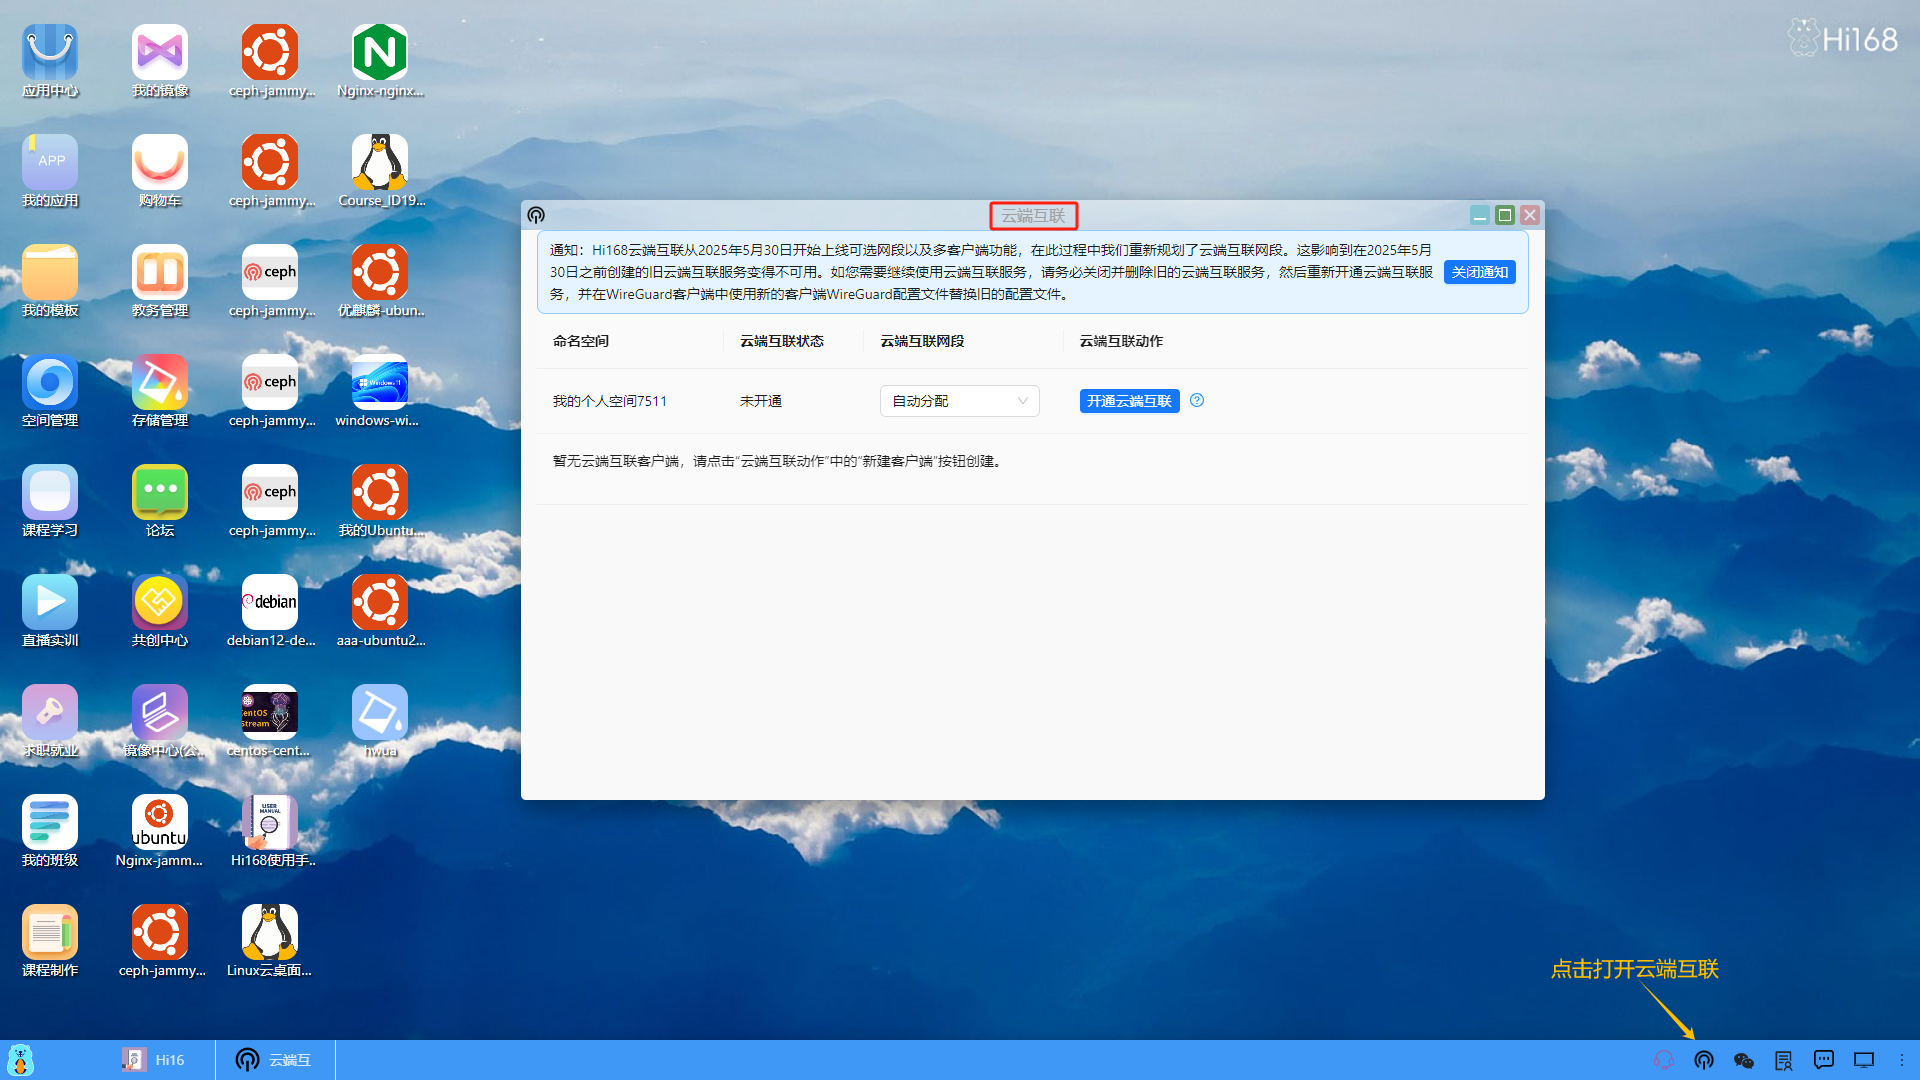 Hi168
应用中心
我的镜像
ceph-jammy...
Nginx-nginx...
APP
我的应用
购物车
ceph-jammy...
Course_ID19...
我的模板
教务管理
ceph
ceph-jammy...
优麒麟-ubun..
空间管理
存储管理
ceph
ceph-jammy...
Windows 11
windows-wi...
课程学习
论坛
ceph
ceph-jammy...
我的Ubuntu...
直播实训
共创中心
debian
debian12-de...
aaa-ubuntu2...
求职就业
镜像中心(公..
CentOS
Stream
centos-cent...
hwua
我的班级
ubuntu
Nginx-jamm...
USER
MANUAL
Hi168使用手..
课程制作
ceph-jammy...
Linux云桌面...
云端互联
通知：Hi168云端互联从2025年5月30日开始上线可选网段以及多客户端功能，在此过程中我们重新规划了云端互联网段。这影响到在2025年5月
30日之前创建的旧云端互联服务变得不可用。如您需要继续使用云端互联服务，请务必关闭并删除旧的云端互联服务，然后重新开通云端互联服
务，并在WireGuard客户端中使用新的客户端WireGuard配置文件替换旧的配置文件。
关闭通知
命名空间 云端互联状态 云端互联网段 云端互联动作
我的个人空间7511 未开通 自动分配 开通云端互联
暂无云端互联客户端，请点击“云端互联动作”中的“新建客户端”按钮创建。
点击打开云端互联
Hi16
云端互